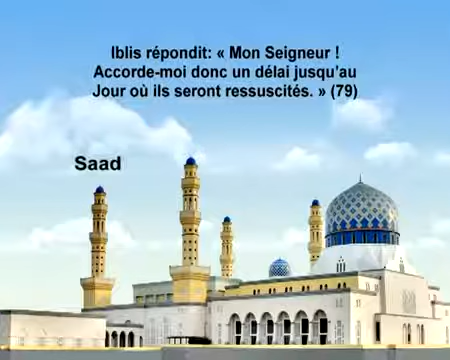 Iblis répondit: « Mon Seigneur !
Accorde-moi donc un délai jusqu'au
Jour où ils seront ressuscités. » (79)
Saad